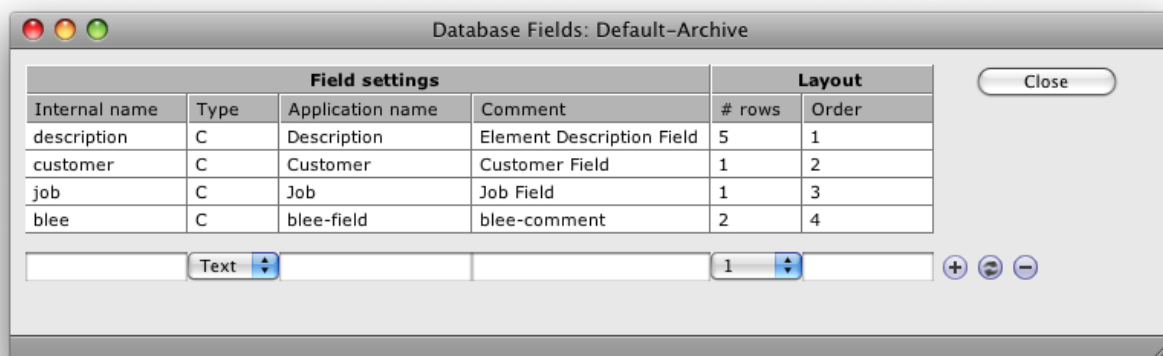 Database Fields: Default-Archive
Field settings Layout Close
Internal name Type Application name Comment # rows Order
description C Description Element Description Field 5 1
customer C Customer Customer Field 1 2
job C Job Job Field 1 3
blee C blee-field blee-comment 2 4
Text 1